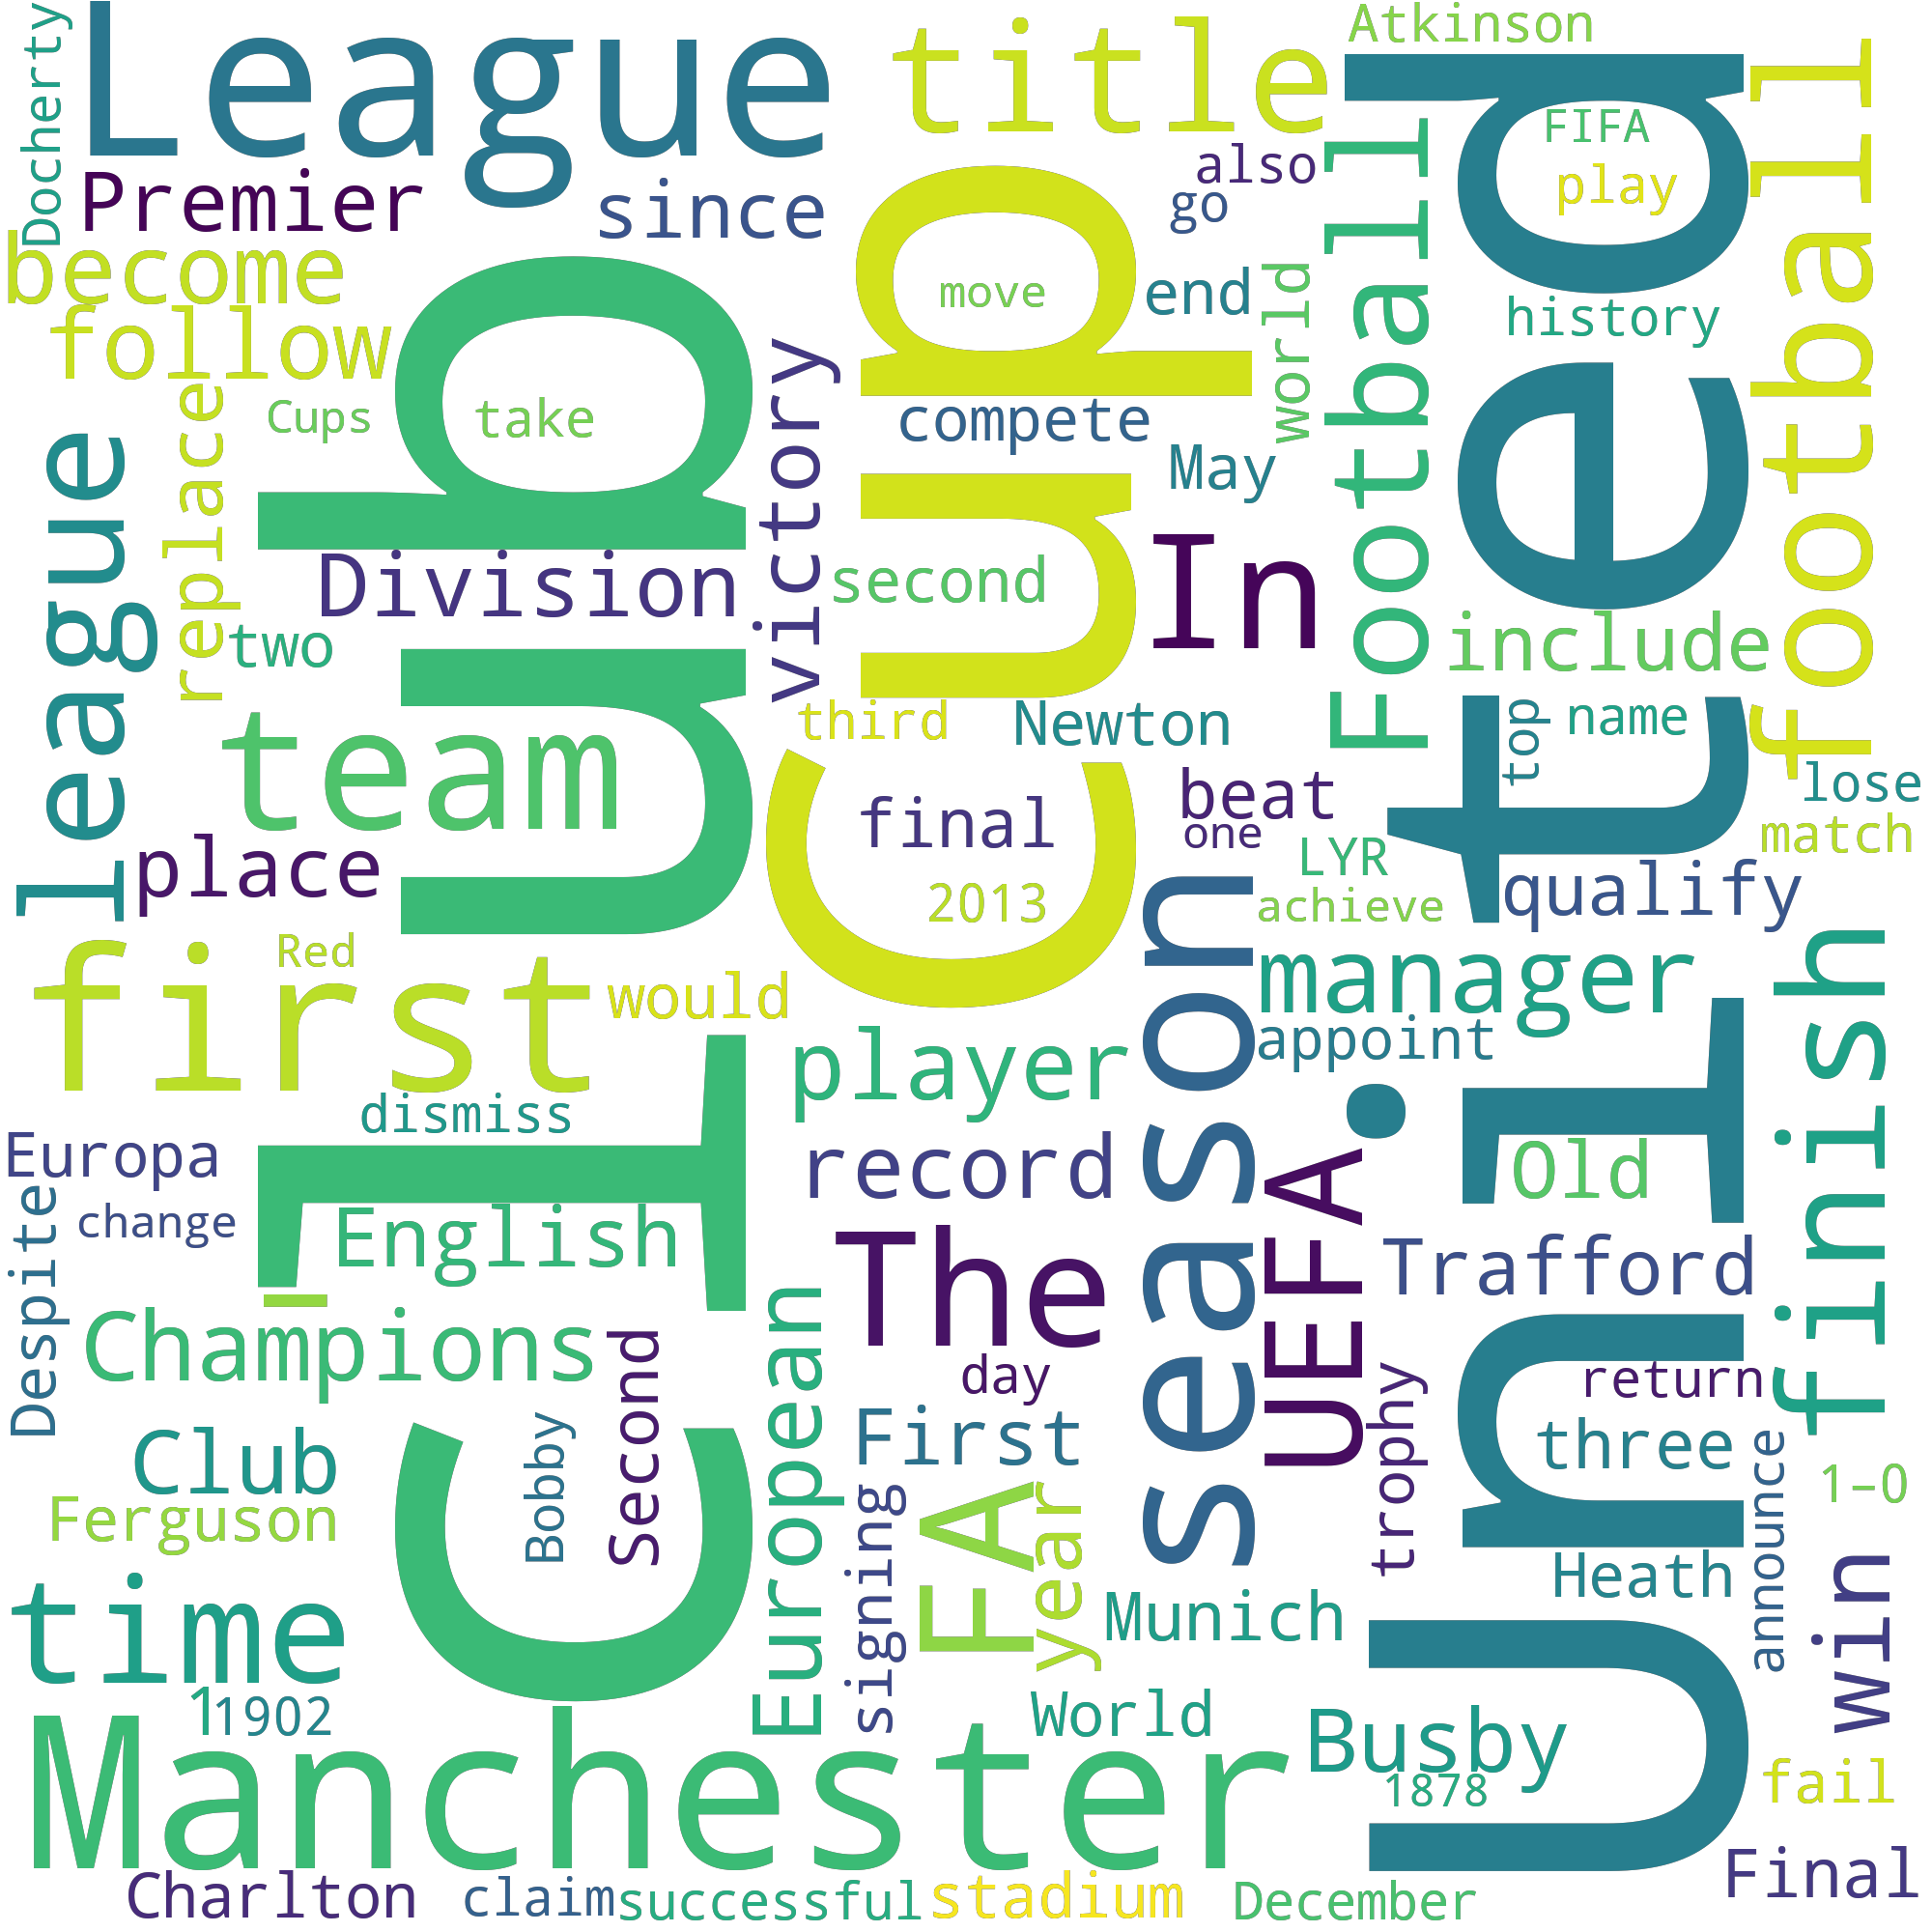 Docherty
League
title
Atkinson
Premier
since
also
go
FIFA
play
football
become
follow
move
end
world
Football
history
United
replace
Cups
take
victory
compete
May
league
club
Cup
Division
second
In
include
two
team
third
Newton
top
name
beat
lose
place
final
one
LYR
match
2013
achieve
qualify
first
Red
would
season
manager
finish
player
appoint
dismiss
Europa
record
UEFA.
Old
change
English
The
Trafford
Despite
Champions
European
day
return
Second
trophy
Club
Bobby
First
three
1–0
Ferguson
signing
FA
year
announce
Heath
time
Munich
win
1
1902
World
Busby
1878
Manchester
fail
Charlton
claim
successful
stadium
December
Final